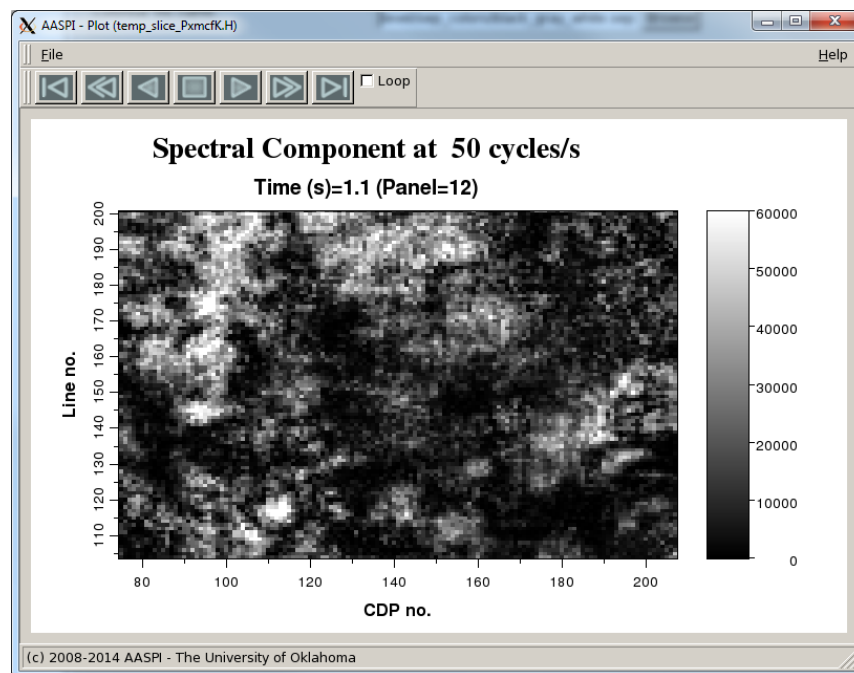 AASPI - Plot (temp_slice_PxmcfK.H)
File
Help
Loop
Spectral Component at 50 cycles/s
Time (s)=1.1 (Panel=12)
Line no.
200
190
180
170
160
150
140
130
120
110
80
100
120
140
160
180
200
CDP no.
60000
50000
40000
30000
20000
10000
0
(c) 2008-2014 AASPI - The University of Oklahoma